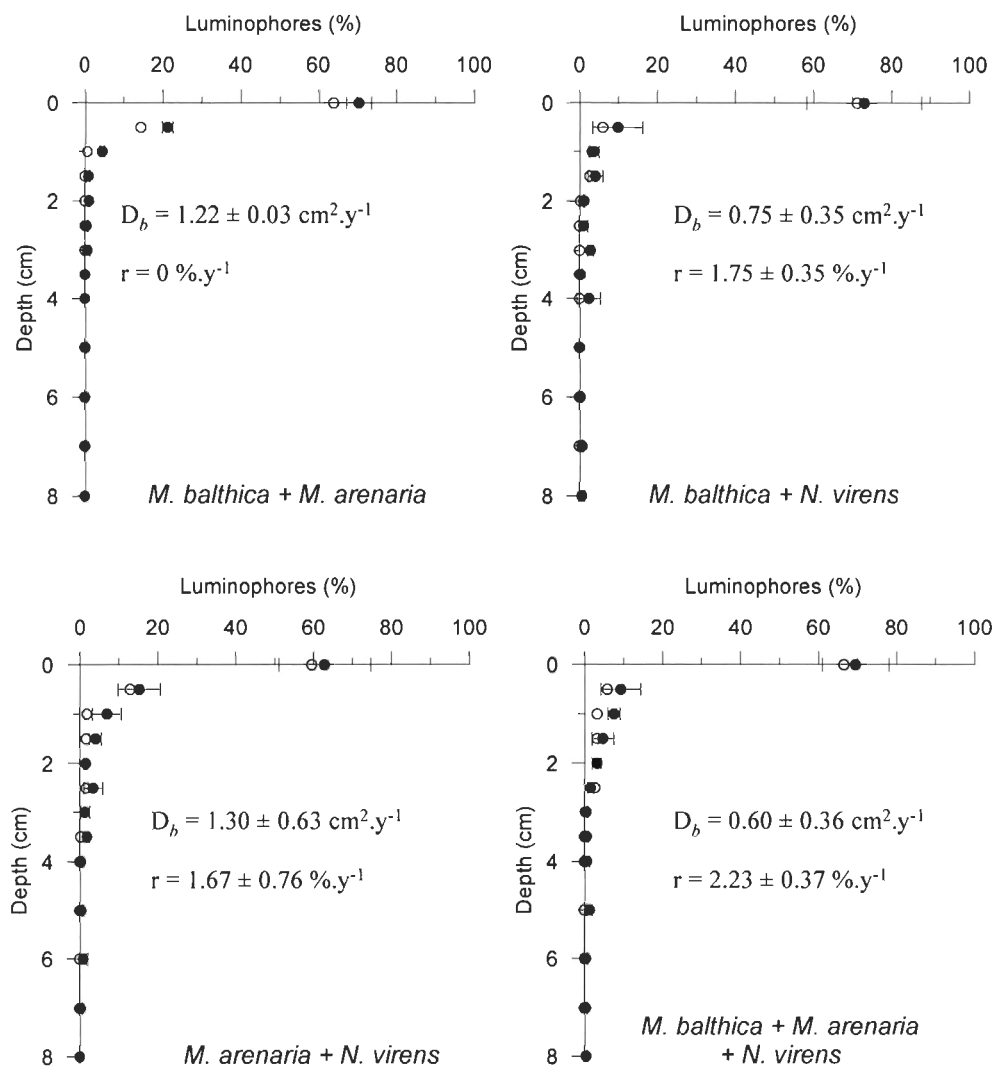 Luminophores (%)
0 20 40 60 80 100
0
2
4
6
8
Depth (cm)
D_b = 1.22 ± 0.03 cm².y⁻¹
r = 0 %.y⁻¹
M. balthica + M. arenaria
Luminophores (%)
0 20 40 60 80 100
0
2
4
6
8
Depth (cm)
D_b = 0.75 ± 0.35 cm².y⁻¹
r = 1.75 ± 0.35 %.y⁻¹
M. balthica + N. virens
Luminophores (%)
0 20 40 60 80 100
0
2
4
6
8
Depth (cm)
D_b = 1.30 ± 0.63 cm².y⁻¹
r = 1.67 ± 0.76 %.y⁻¹
M. arenaria + N. virens
Luminophores (%)
0 20 40 60 80 100
0
2
4
6
8
Depth (cm)
D_b = 0.60 ± 0.36 cm².y⁻¹
r = 2.23 ± 0.37 %.y⁻¹
M. balthica + M. arenaria
+ N. virens